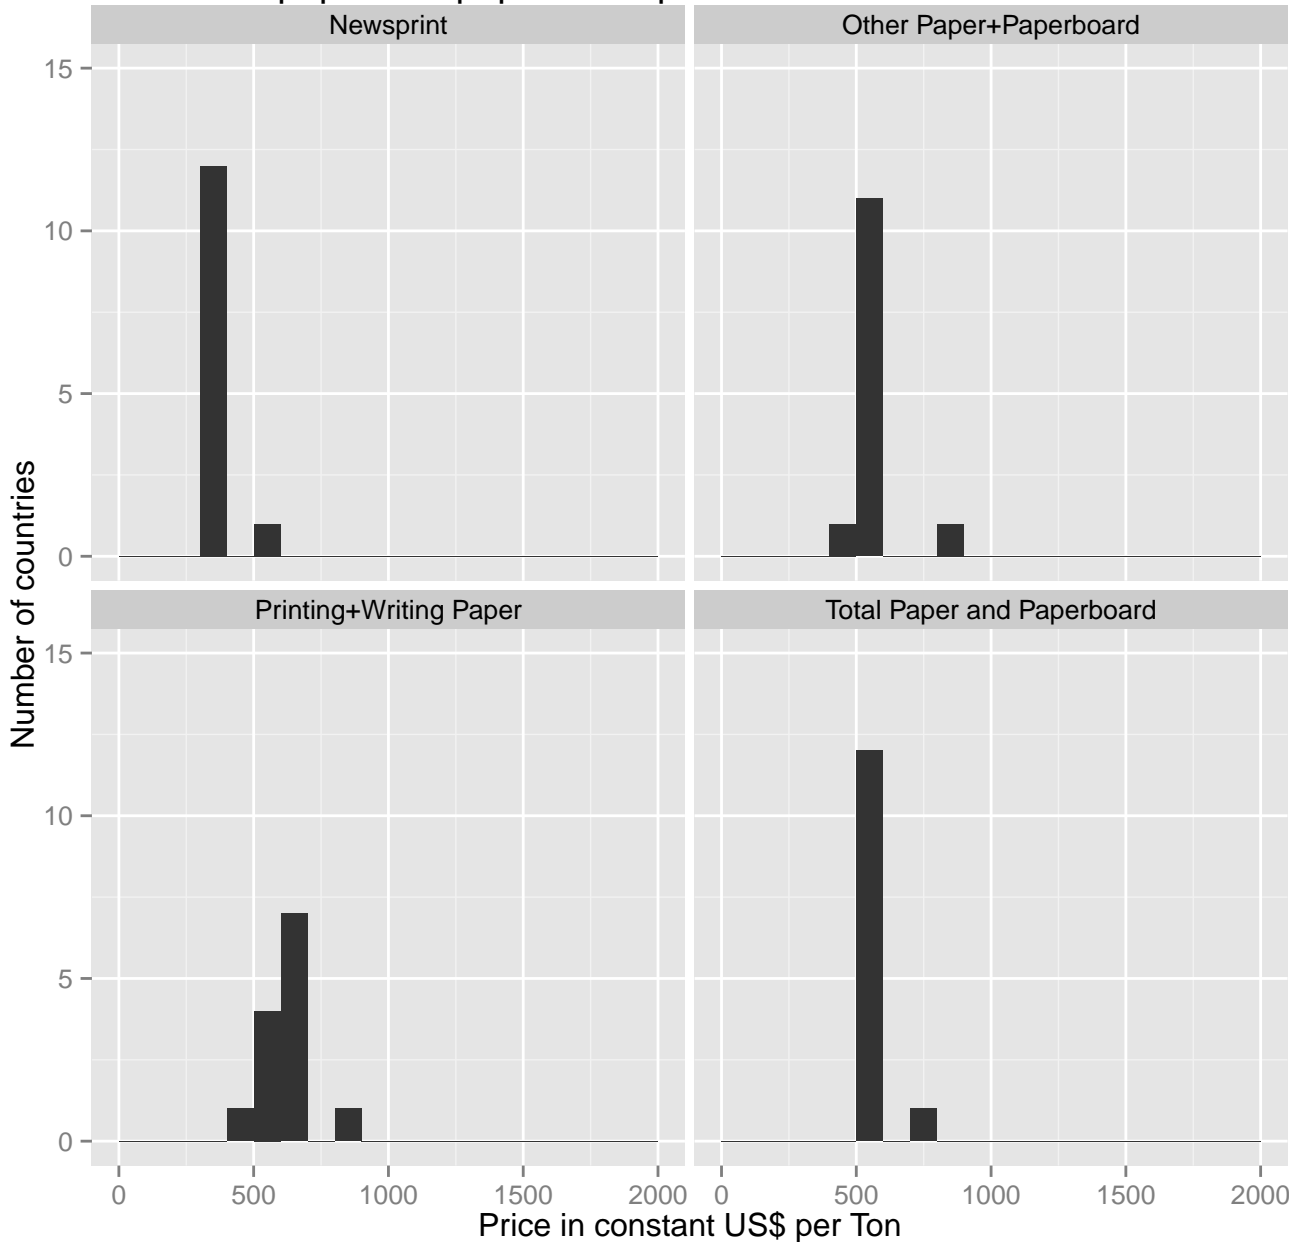 Newsprint
Other Paper+Paperboard
15
10
5
0
Printing+Writing Paper
Total Paper and Paperboard
15
10
5
0
Number of countries
0 500 1000 1500 2000
0 500 1000 1500 2000
Price in constant US$ per Ton